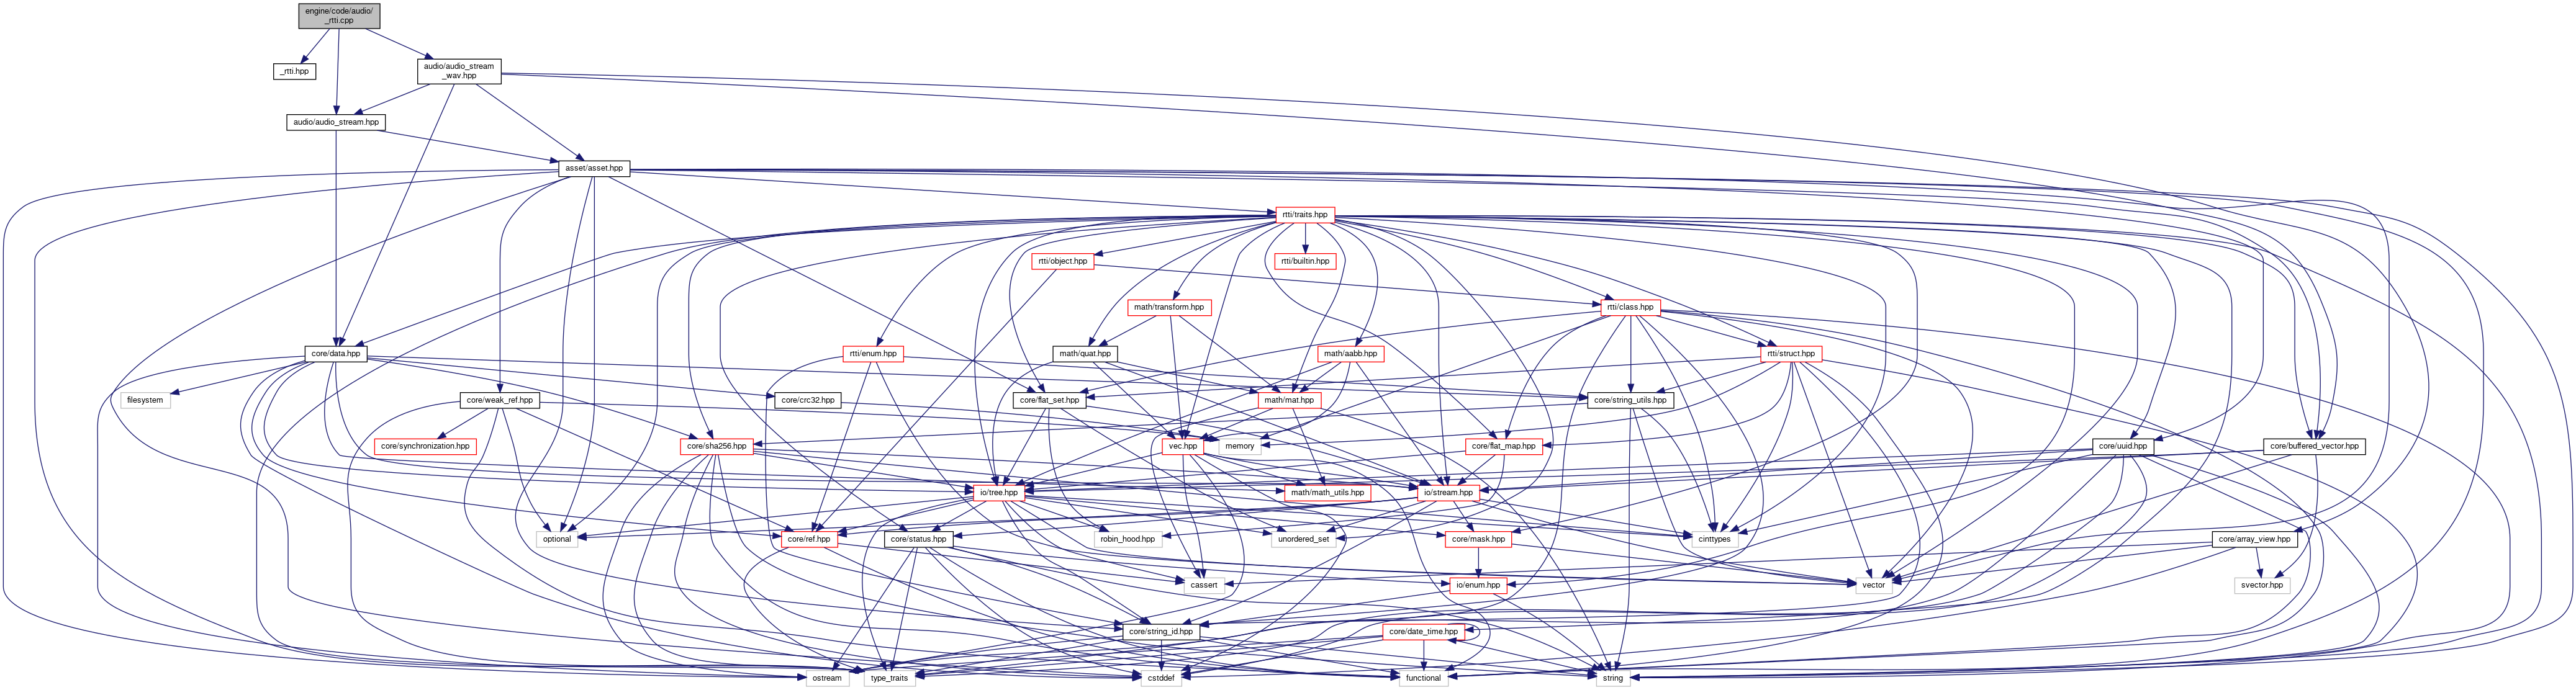 engine/code/audio/
_rtti.cpp
_rtti.hpp
audio/audio_stream
_wav.hpp
audio/audio_stream.hpp
asset/asset.hpp
rtti/traits.hpp
rtti/object.hpp
rtti/builtin.hpp
math/transform.hpp
rtti/class.hpp
core/data.hpp
rtti/enum.hpp
math/quat.hpp
math/aabb.hpp
rtti/struct.hpp
filesystem
core/weak_ref.hpp
core/crc32.hpp
core/flat_set.hpp
math/mat.hpp
core/string_utils.hpp
core/synchronization.hpp
core/sha256.hpp
memory
vec.hpp
core/flat_map.hpp
core/uuid.hpp
core/buffered_vector.hpp
io/tree.hpp
math/math_utils.hpp
io/stream.hpp
optional
core/ref.hpp
core/status.hpp
robin_hood.hpp
unordered_set
core/mask.hpp
cinttypes
core/array_view.hpp
cassert
io/enum.hpp
vector
svector.hpp
core/string_id.hpp
core/date_time.hpp
ostream
type_traits
cstddef
functional
string